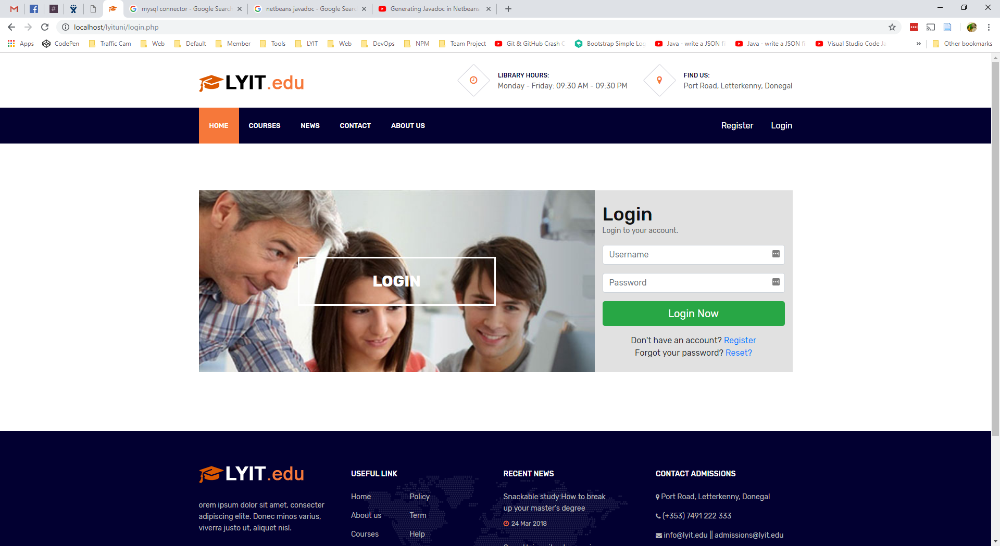 mysql connector - Google Search
netbeans javadoc - Google Searc
Generating Javadoc in Netbeans
localhost/lyituni/login.php
Apps
CodePen
Traffic Cam
Web
Default
Member
Tools
LYIT
Web
DevOps
NPM
Team Project
Git & GitHub Crash C
Bootstrap Simple Log
Java - write a JSON fi
Java - write a JSON fi
Visual Studio Code Ja
» Other bookmarks
LYIT.edu
LIBRARY HOURS:
Monday - Friday: 09:30 AM - 09:30 PM
FIND US:
Port Road, Letterkenny, Donegal
HOME
COURSES
NEWS
CONTACT
ABOUT US
Register
Login
LOGIN
Login
Login to your account.
Username
Password
Login Now
Don't have an account? Register
Forgot your password? Reset?
LYIT.edu
orem ipsum dolor sit amet, consecter
adipiscing elite. Donec minos varius,
viverra justo ut, aliquet nisl.
USEFUL LINK
Home
Policy
About us
Term
Courses
Help
RECENT NEWS
Snackable study:How to break
up your master's degree
24 Mar 2018
CONTACT ADMISSIONS
Port Road, Letterkenny, Donegal
(+353) 7491 222 333
info@lyit.edu || admissions@lyit.edu